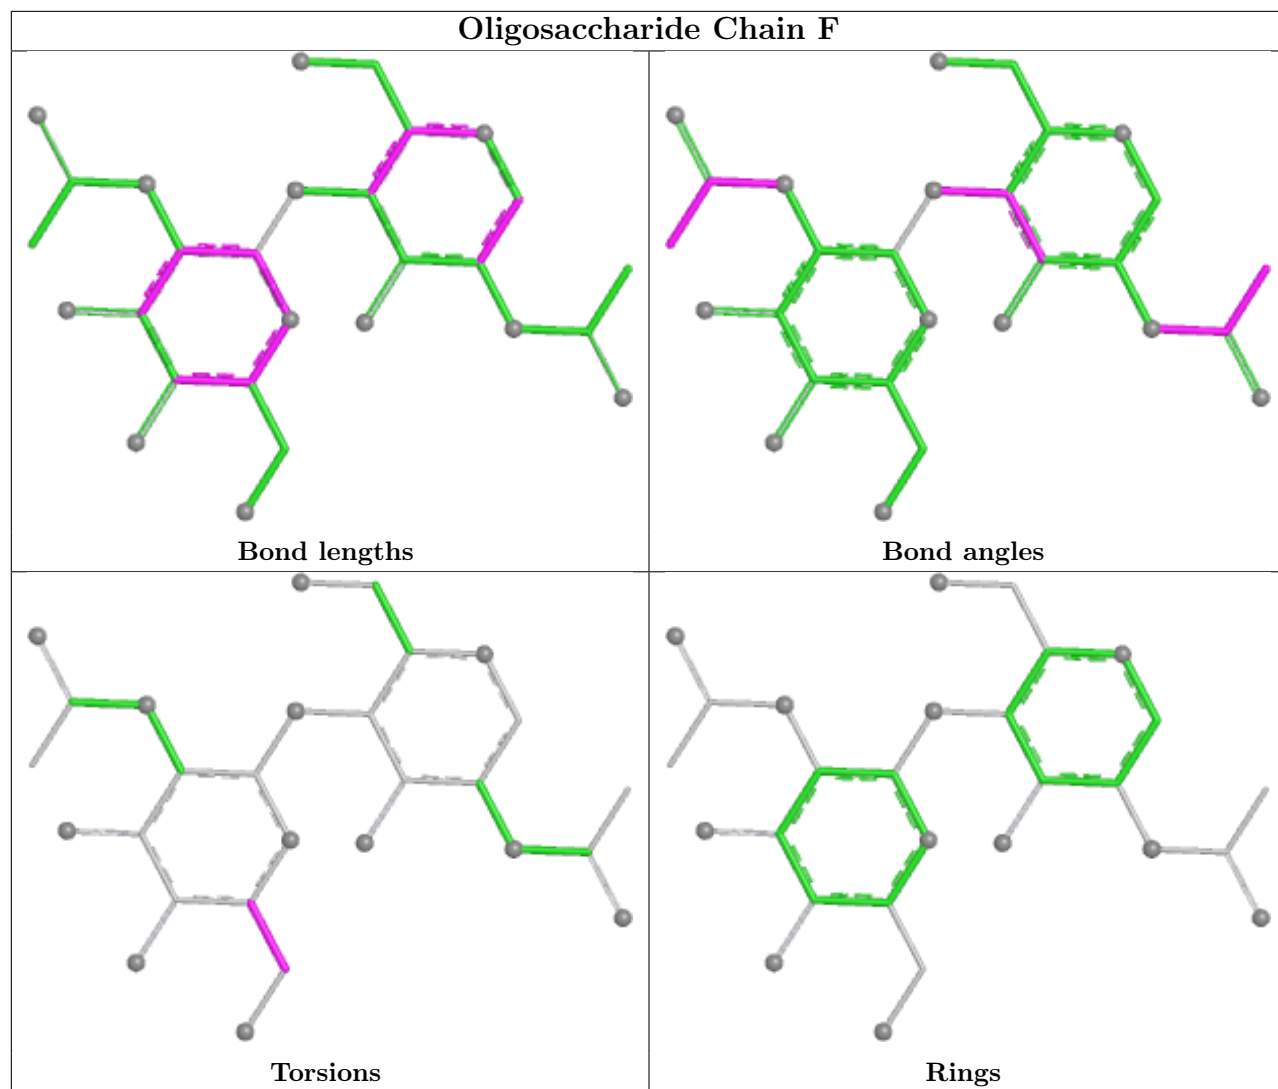 Oligosaccharide Chain F
Bond lengths
Bond angles
Torsions
Rings